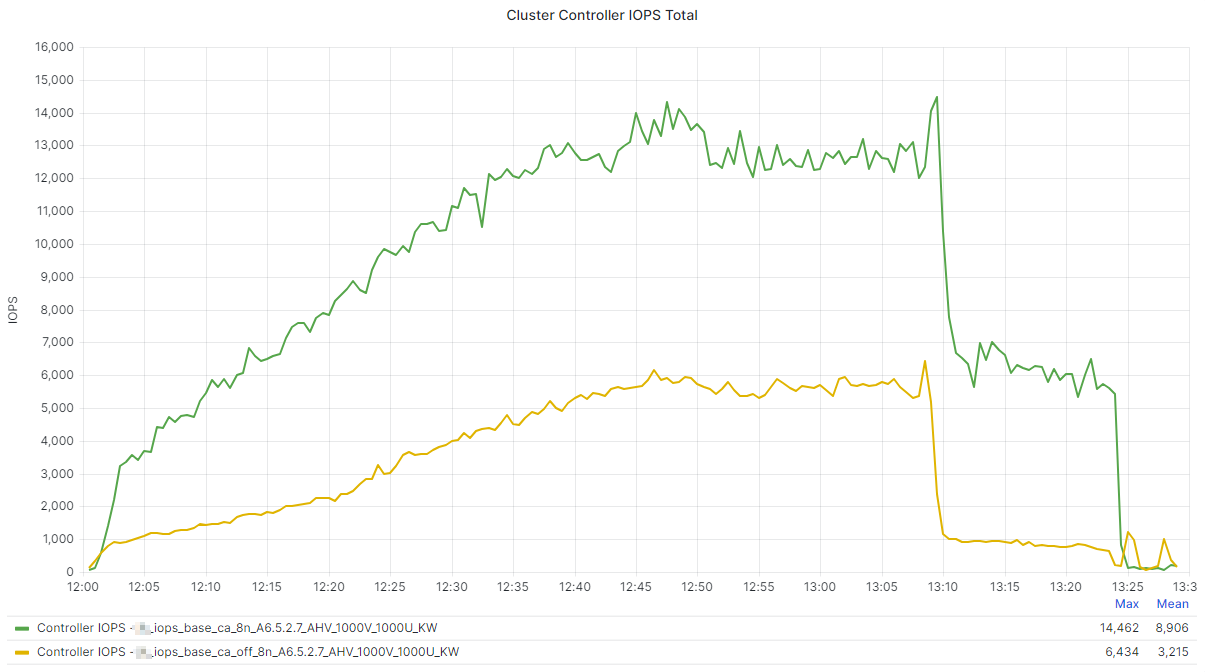 Cluster Controller IOPS Total
16,000
15,000
14,000
13,000
12,000
11,000
10,000
9,000
8,000
7,000
6,000
5,000
4,000
3,000
2,000
1,000
0
IOPS
12:00 12:05 12:10 12:15 12:20 12:25 12:30 12:35 12:40 12:45 12:50 12:55 13:00 13:05 13:10 13:15 13:20 13:25 13:3
Max Mean
Controller IOPS - _iops_base_ca_8n_A6.5.2.7_AHV_1000V_1000U_KW 14,462 8,906
Controller IOPS - _iops_base_ca_off_8n_A6.5.2.7_AHV_1000V_1000U_KW 6,434 3,215